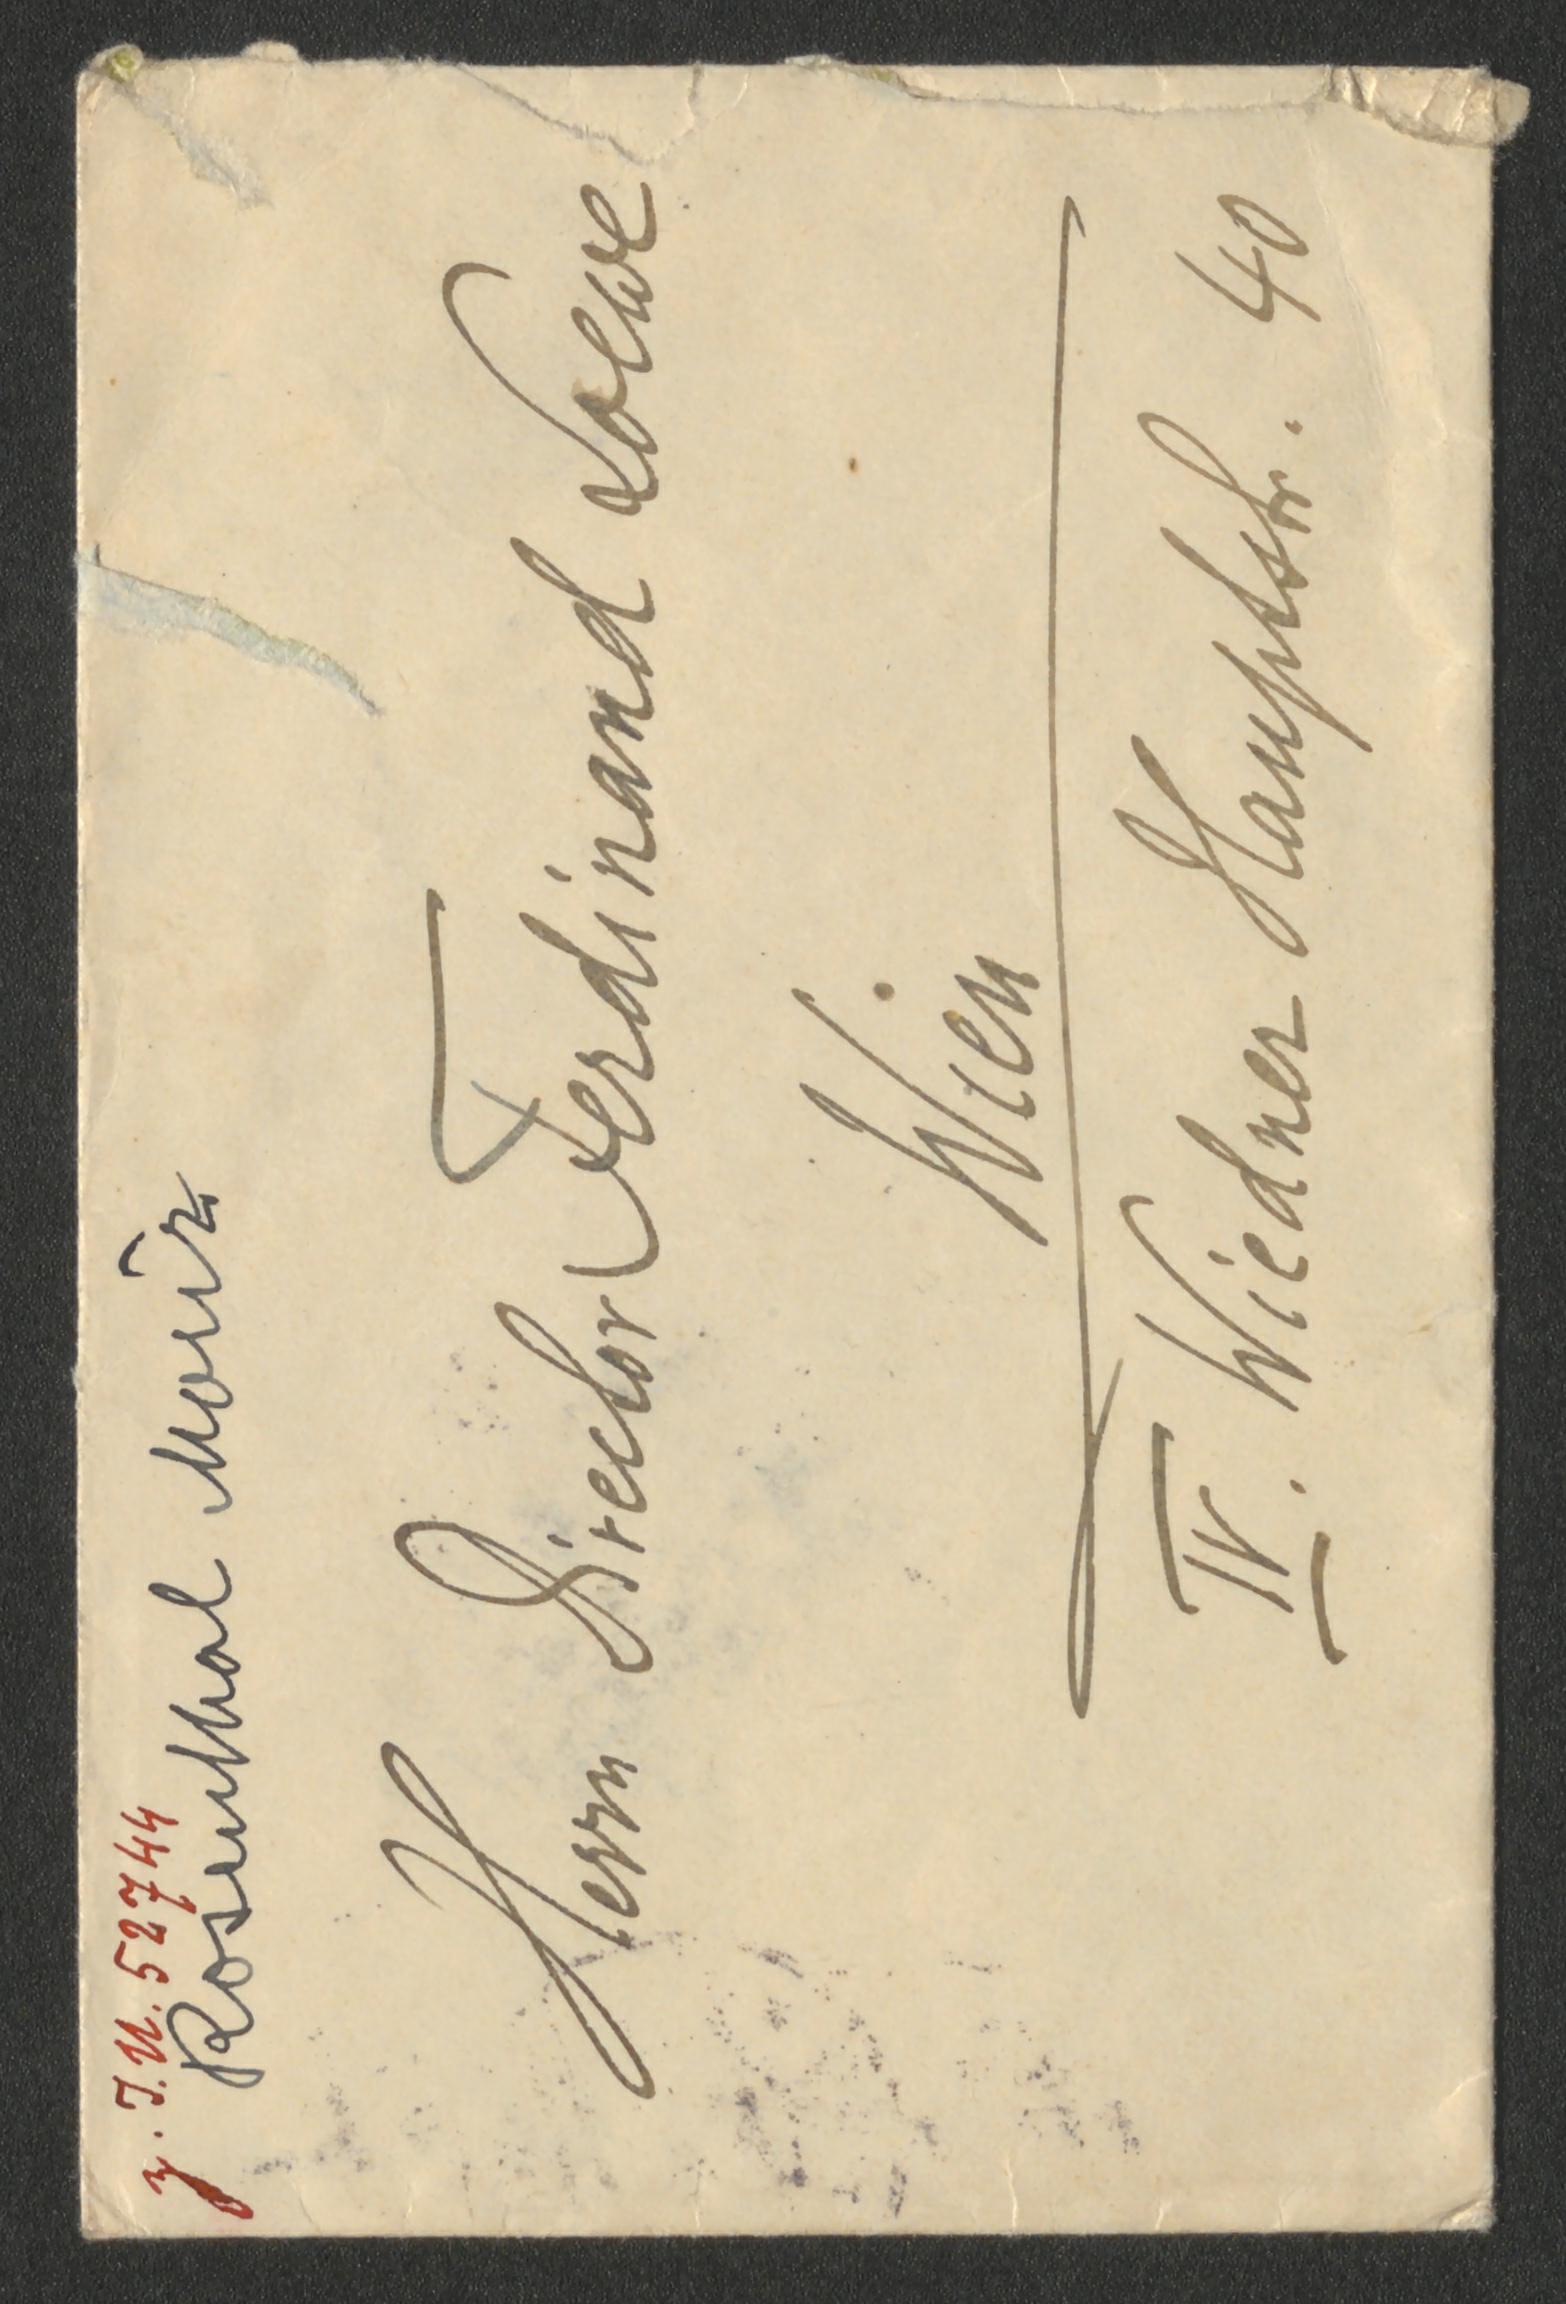 z. I.N. 52744
Rosenthal Moriz
Herrn Director Ferdinand Loewe
Wien
IV. Wiedner Hauptstr. 40